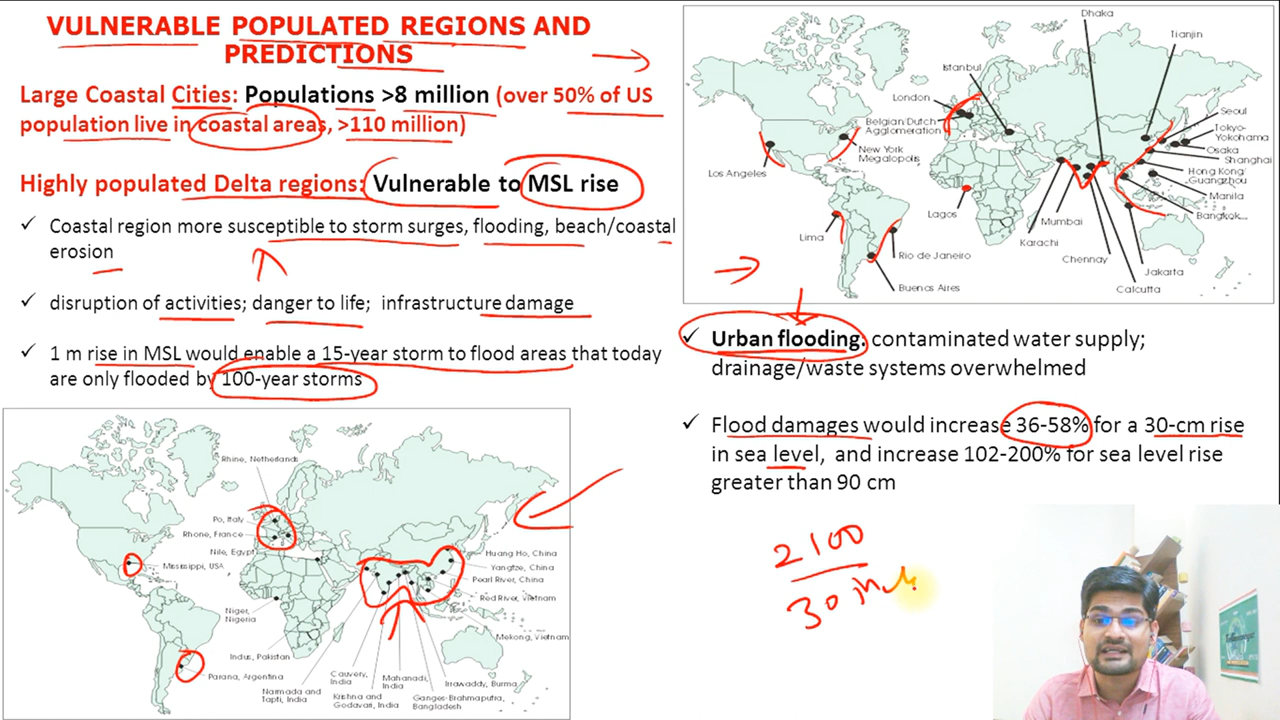 VULNERABLE POPULATED REGIONS AND
PREDICTIONS
Large Coastal Cities: Populations >8 million (over 50% of US
population live in coastal areas, >110 million)
Highly populated Delta regions: Vulnerable to MSL rise
✓ Coastal region more susceptible to storm surges, flooding, beach/coastal
erosion
✓ disruption of activities; danger to life; infrastructure damage
✓ 1 m rise in MSL would enable a 15-year storm to flood areas that today
are only flooded by 100-year storms
Rhine, Netherlands
Po, Italy
Rhone, France
Nile, Egypt
Mississippi, USA
Huang Ho, China
Yangtze, China
Pearl River, China
Red River, Vietnam
Niger,
Nigeria
Mekong, Vietnam
Indus, Pakistan
Parana, Argentina
Cauvery,
India
Mahanadi,
India
Irrawaddy, Burma
Narmada and
Tapti, India
Krishna and
Godavari, India
Ganges-Brahmaputra,
Bangladesh
Dhaka
Tianjin
Istanbul
London
Belgian/Dutch
Agglomeration
Seoul
Tokyo-
Yokohama
Osaka
Shanghai
New York
Megalopolis
Los Angeles
Hong Kong/
Guangzhou
Manila
Bangkok
Lagos
Mumbai
Karachi
Lima
Chennay
Rio de Janeiro
Jakarta
Calcutta
Buenos Aires
✓ Urban flooding: contaminated water supply;
drainage/waste systems overwhelmed
✓ Flood damages would increase 36-58% for a 30-cm rise
in sea level, and increase 102-200% for sea level rise
greater than 90 cm
2100
30